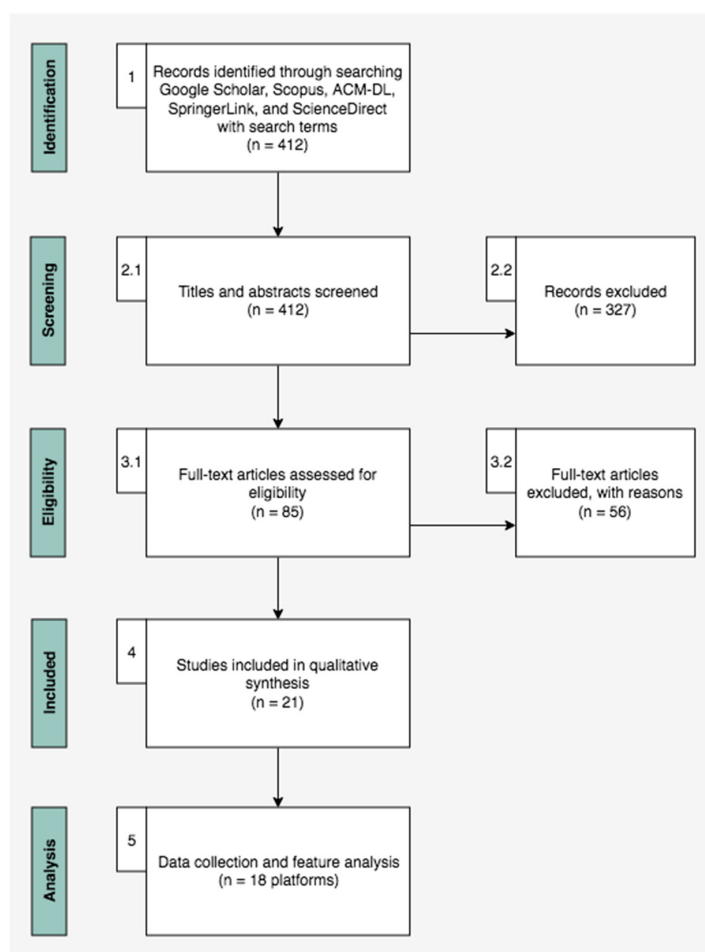 Identification
1
Records identified through searching
Google Scholar, Scopus, ACM-DL,
SpringerLink, and ScienceDirect
with search terms
(n = 412)
Screening
2.1
Titles and abstracts screened
(n = 412)
2.2
Records excluded
(n = 327)
Eligibility
3.1
Full-text articles assessed for
eligibility
(n = 85)
3.2
Full-text articles
excluded, with reasons
(n = 56)
Included
4
Studies included in qualitative
synthesis
(n = 21)
Analysis
5
Data collection and feature analysis
(n = 18 platforms)